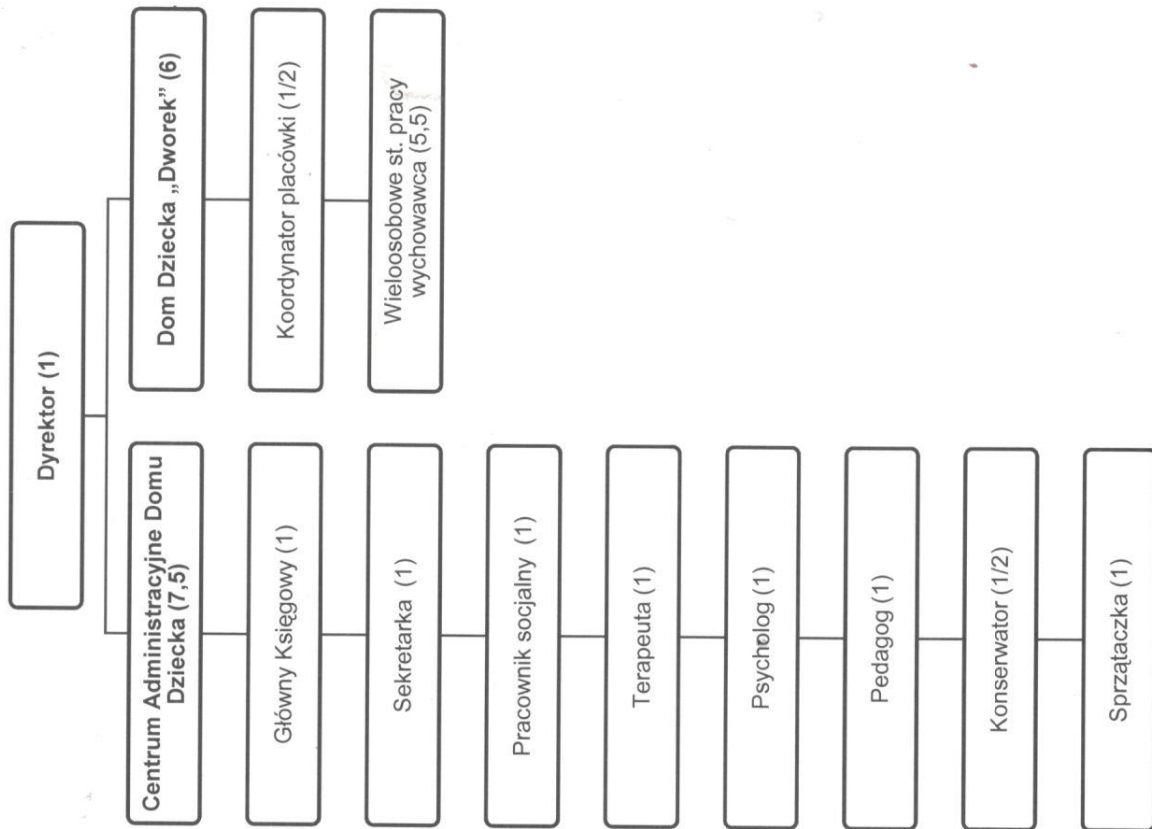 Dyrektor (1)
Centrum Administracyjne Domu
Dziecka (7,5)
Główny Księgowy (1)
Sekretarka (1)
Pracownik socjalny (1)
Terapeuta (1)
Psycholog (1)
Pedagog (1)
Konserwator (1/2)
Sprzątaczka (1)
Dom Dziecka „Dworek” (6)
Koordynator placówki (1/2)
Wieloosobowe st. pracy
wychowawca (5,5)